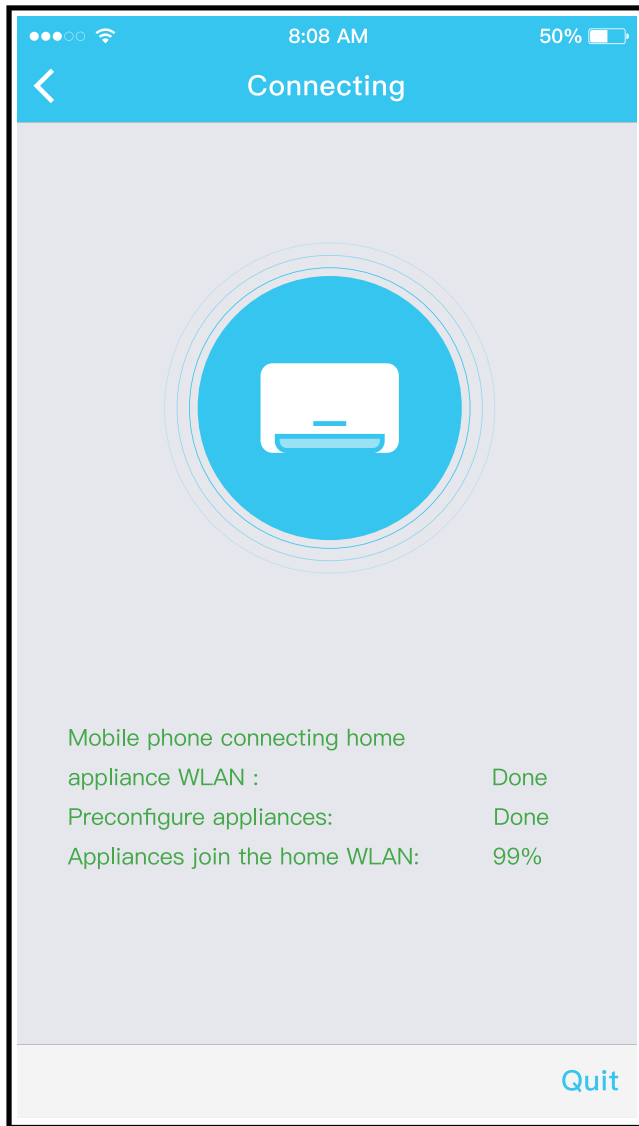 8:08 AM 50%
Connecting
Mobile phone connecting home
appliance WLAN : Done
Preconfigure appliances: Done
Appliances join the home WLAN: 99%
Quit